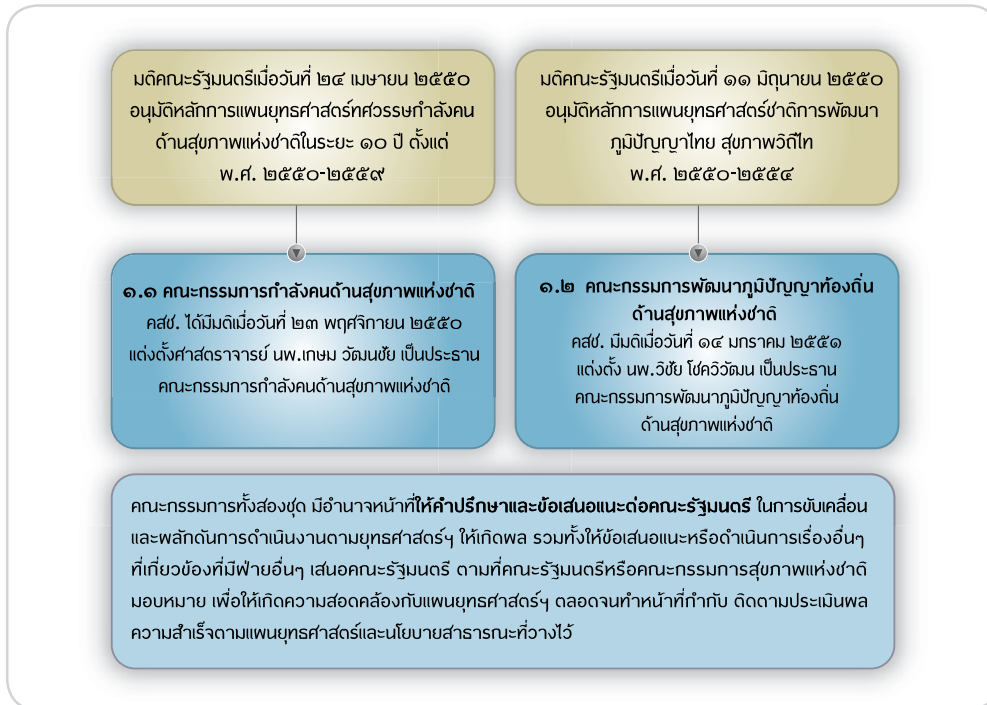 มติคณะรัฐมนตรีเมื่อวันที่ ๒๔ เมษายน ๒๕๕๐
อนุมัติหลักการแผนยุทธศาสตร์ทศวรรษกำลังคน
ด้านสุขภาพแห่งชาติในระยะ ๑๐ ปี ตั้งแต่
พ.ศ. ๒๕๕๐-๒๕๕๙
มติคณะรัฐมนตรีเมื่อวันที่ ๑๑ มิถุนายน ๒๕๕๐
อนุมัติหลักการแผนยุทธศาสตร์ชาติการพัฒนา
ภูมิปัญญาไทย สุขภาพวิถีไท
พ.ศ. ๒๕๕๐-๒๕๕๔
๑.๑ คณะกรรมการกำลังคนด้านสุขภาพแห่งชาติ
คสช. ได้มีมติเมื่อวันที่ ๒๓ พฤศจิกายน ๒๕๕๐
แต่งตั้งศาสตราจารย์ นพ.เกษม วัฒนชัย เป็นประธาน
คณะกรรมการกำลังคนด้านสุขภาพแห่งชาติ
๑.๒ คณะกรรมการพัฒนาภูมิปัญญาท้องถิ่น
ด้านสุขภาพแห่งชาติ
คสช. มีมติเมื่อวันที่ ๑๔ มกราคม ๒๕๕๑
แต่งตั้ง นพ.วิชัย โชควิวัฒน เป็นประธาน
คณะกรรมการพัฒนาภูมิปัญญาท้องถิ่น
ด้านสุขภาพแห่งชาติ
คณะกรรมการทั้งสองชุด มีอำนาจหน้าที่ให้คำปรึกษาและข้อเสนอแนะต่อคณะรัฐมนตรี ในการขับเคลื่อน
และพลักดันการดำเนินงานตามยุทธศาสตร์ฯ ให้เกิดผล รวมทั้งให้ข้อเสนอแนะหรือดำเนินการเรื่องอื่นๆ
ที่เกี่ยวข้องที่มีฝ่ายอื่นๆ เสนอคณะรัฐมนตรี ตามที่คณะรัฐมนตรีหรือคณะกรรมการสุขภาพแห่งชาติ
มอบหมาย เพื่อให้เกิดความสอดคล้องกับแผนยุทธศาสตร์ฯ ตลอดจนทำหน้าที่กำกับ ติดตามประเมินผล
ความสำเร็จตามแผนยุทธศาสตร์และนโยบายสาธารณะที่วางไว้